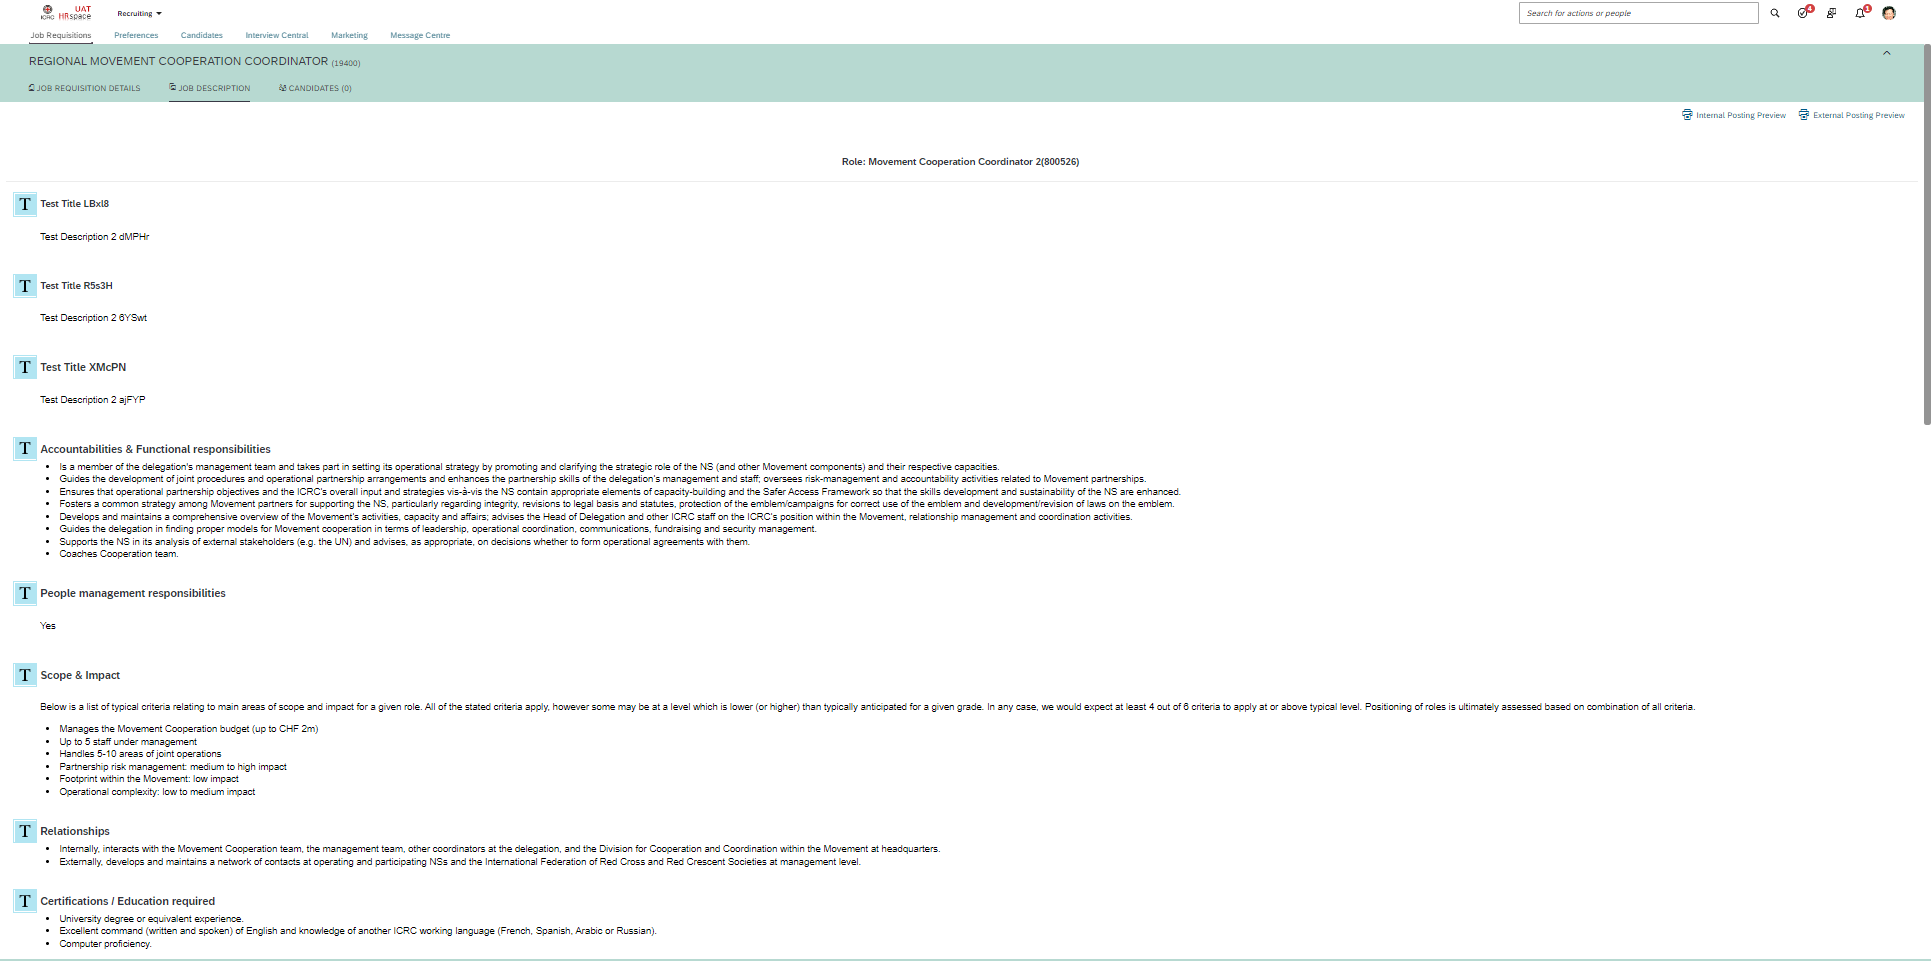 UAT
ICRC HRspace
Recruiting
Search for actions or people
4
1
Job Requisitions
Preferences
Candidates
Interview Central
Marketing
Message Centre
REGIONAL MOVEMENT COOPERATION COORDINATOR (19400)
JOB REQUISITION DETAILS
JOB DESCRIPTION
CANDIDATES (0)
Internal Posting Preview
External Posting Preview
Role: Movement Cooperation Coordinator 2(800526)
T Test Title LBxl8
Test Description 2 dMPHr
T Test Title R5s3H
Test Description 2 6YSwt
T Test Title XMcPN
Test Description 2 ajFYP
T Accountabilities & Functional responsibilities
• Is a member of the delegation's management team and takes part in setting its operational strategy by promoting and clarifying the strategic role of the NS (and other Movement components) and their respective capacities.
• Guides the development of joint procedures and operational partnership arrangements and enhances the partnership skills of the delegation's management and staff; oversees risk-management and accountability activities related to Movement partnerships.
• Ensures that operational partnership objectives and the ICRC's overall input and strategies vis-à-vis the NS contain appropriate elements of capacity-building and the Safer Access Framework so that the skills development and sustainability of the NS are enhanced.
• Fosters a common strategy among Movement partners for supporting the NS, particularly regarding integrity, revisions to legal basis and statutes, protection of the emblem/campaigns for correct use of the emblem and development/revision of laws on the emblem.
• Develops and maintains a comprehensive overview of the Movement's activities, capacity and affairs; advises the Head of Delegation and other ICRC staff on the ICRC's position within the Movement, relationship management and coordination activities.
• Guides the delegation in finding proper models for Movement cooperation in terms of leadership, operational coordination, communications, fundraising and security management.
• Supports the NS in its analysis of external stakeholders (e.g. the UN) and advises, as appropriate, on decisions whether to form operational agreements with them.
• Coaches Cooperation team.
T People management responsibilities
Yes
T Scope & Impact
Below is a list of typical criteria relating to main areas of scope and impact for a given role. All of the stated criteria apply, however some may be at a level which is lower (or higher) than typically anticipated for a given grade. In any case, we would expect at least 4 out of 6 criteria to apply at or above typical level. Positioning of roles is ultimately assessed based on combination of all criteria.
• Manages the Movement Cooperation budget (up to CHF 2m)
• Up to 5 staff under management
• Handles 5-10 areas of joint operations
• Partnership risk management: medium to high impact
• Footprint within the Movement: low impact
• Operational complexity: low to medium impact
T Relationships
• Internally, interacts with the Movement Cooperation team, the management team, other coordinators at the delegation, and the Division for Cooperation and Coordination within the Movement at headquarters.
• Externally, develops and maintains a network of contacts at operating and participating NSs and the International Federation of Red Cross and Red Crescent Societies at management level.
T Certifications / Education required
• University degree or equivalent experience.
• Excellent command (written and spoken) of English and knowledge of another ICRC working language (French, Spanish, Arabic or Russian).
• Computer proficiency.